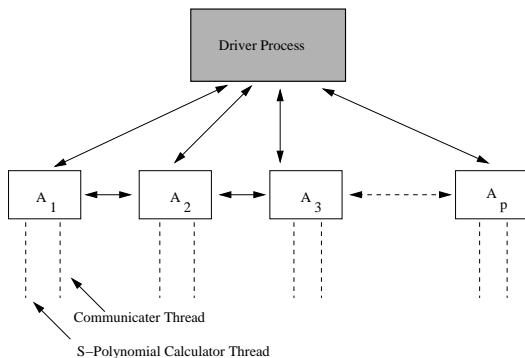 Driver Process
A 1
A 2
A 3
A p
Communicater Thread
S–Polynomial Calculator Thread